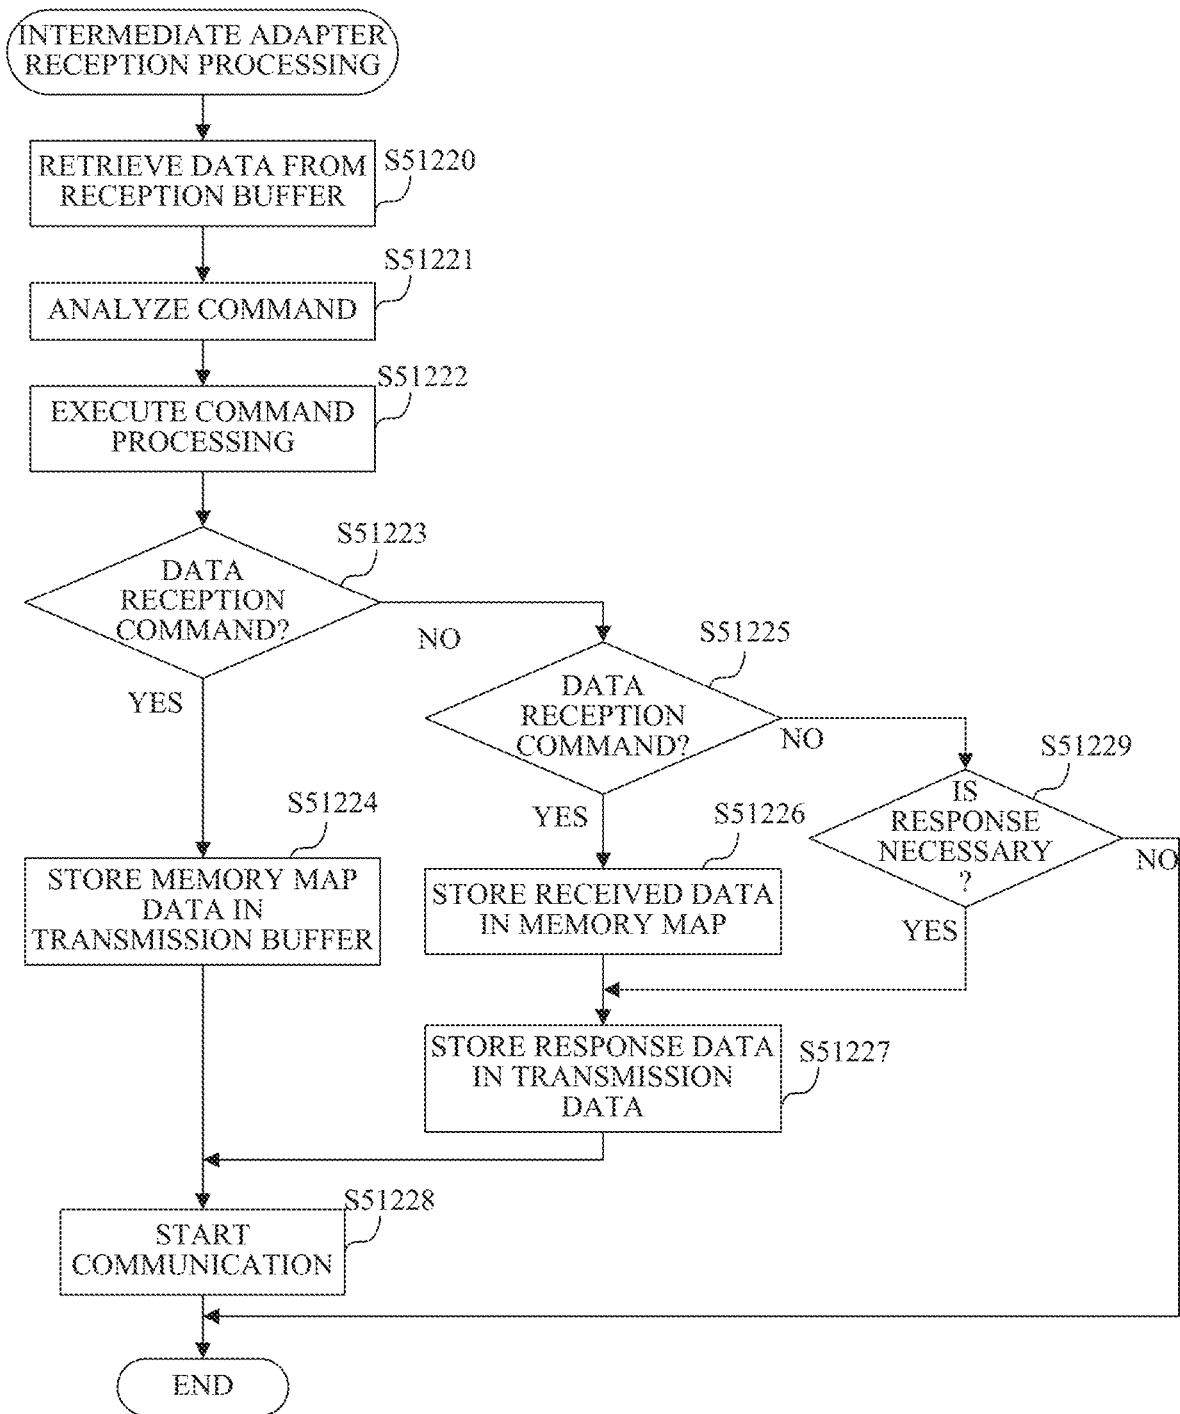 INTERMEDIATE ADAPTER
RECEPTION PROCESSING
RETRIEVE DATA FROM
RECEPTION BUFFER
S51220
ANALYZE COMMAND
S51221
EXECUTE COMMAND
PROCESSING
S51222
DATA
RECEPTION
COMMAND?
S51223
NO
YES
DATA
RECEPTION
COMMAND?
S51225
NO
YES
IS
RESPONSE
NECESSARY
?
S51229
NO
YES
STORE MEMORY MAP
DATA IN
TRANSMISSION BUFFER
S51224
STORE RECEIVED DATA
IN MEMORY MAP
S51226
STORE RESPONSE DATA
IN TRANSMISSION
DATA
S51227
START
COMMUNICATION
S51228
END